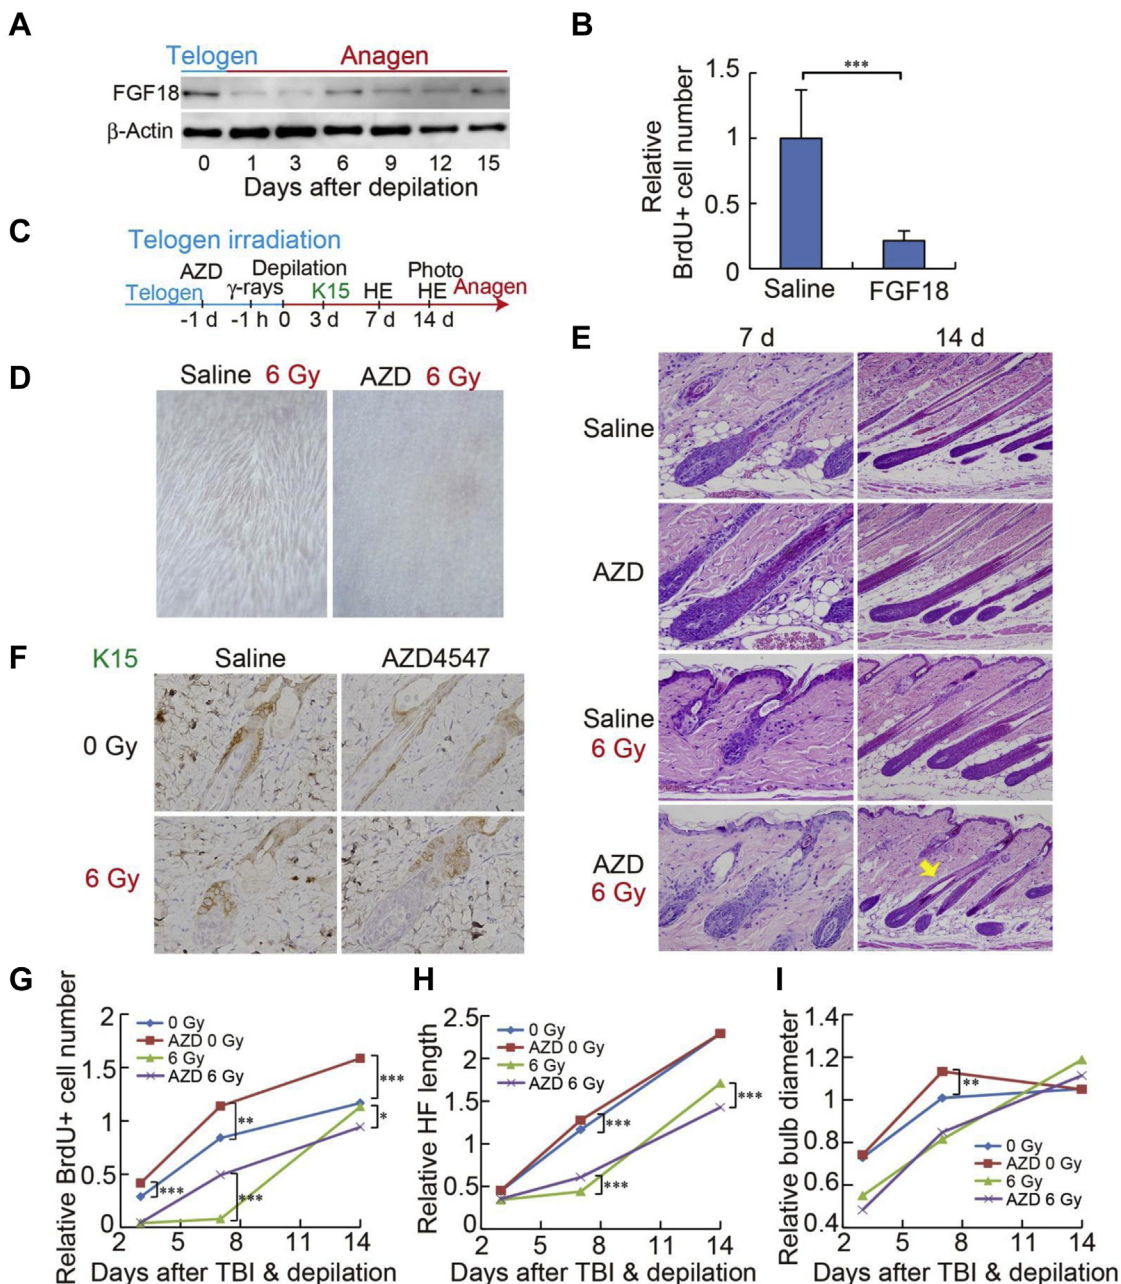 A
Telogen Anagen
FGF18
β-Actin
0 1 3 6 9 12 15
Days after depilation
B
Relative
BrdU+ cell number
1.5
1
0.5
0
***
Saline FGF18
C
Telogen irradiation
AZD Depilation Photo
Telogen γ-rays K15 HE HE Anagen
-1 d -1 h 0 3 d 7 d 14 d
D
Saline 6 Gy AZD 6 Gy
E
7 d 14 d
Saline
AZD
Saline
6 Gy
AZD
6 Gy
F
K15 Saline AZD4547
0 Gy
6 Gy
G
Relative BrdU+ cell number
2
1.5
1
0.5
0
0 Gy
AZD 0 Gy
6 Gy
AZD 6 Gy
***
**
*
***
***
2 5 8 11 14
Days after TBI & depilation
H
Relative HF length
2.5
2
1.5
1
0.5
0
0 Gy
AZD 0 Gy
6 Gy
AZD 6 Gy
***
***
***
2 5 8 11 14
Days after TBI & depilation
I
Relative bulb diameter
1.4
1.2
1
0.8
0.6
0.4
**
0 Gy
AZD 0 Gy
6 Gy
AZD 6 Gy
2 5 8 11 14
Days after TBI & depilation